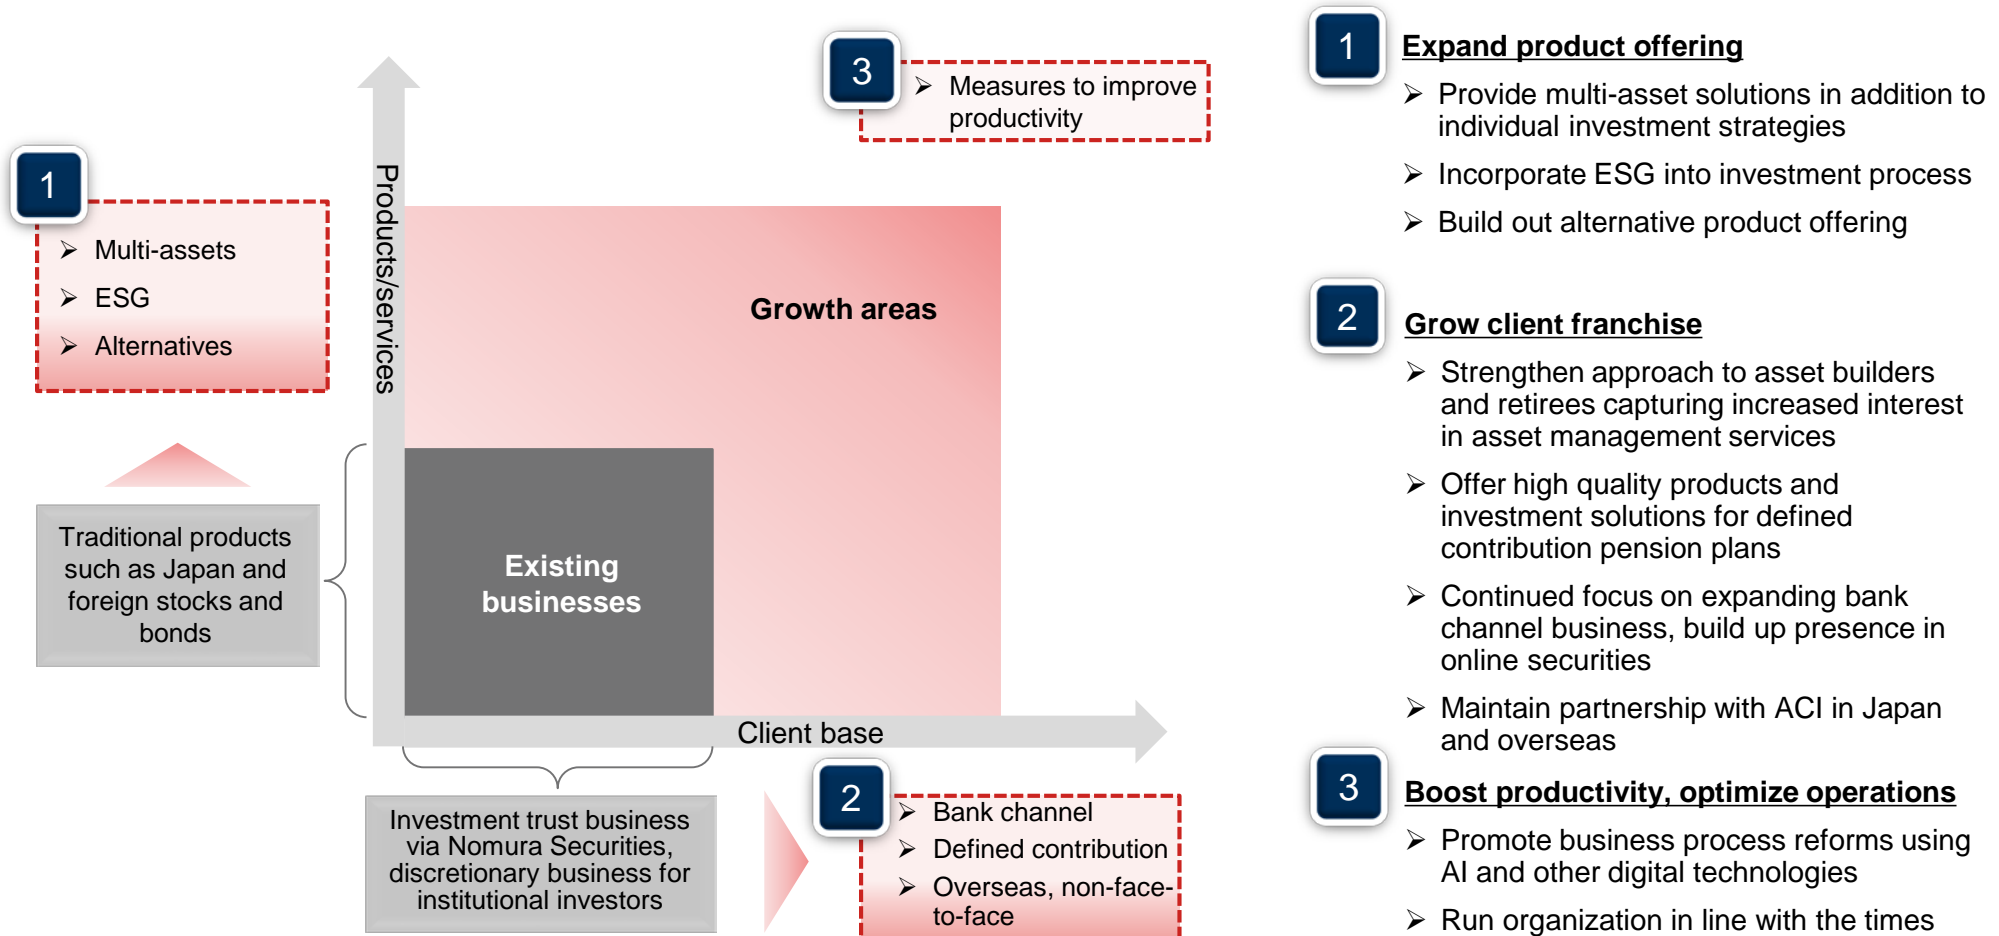 3
➢ Measures to improve
productivity
1
➢ Multi-assets
➢ ESG
➢ Alternatives
Products/services
Growth areas
Traditional products
such as Japan and
foreign stocks and
bonds
Existing
businesses
Client base
Investment trust business
via Nomura Securities,
discretionary business for
institutional investors
2
➢ Bank channel
➢ Defined contribution
➢ Overseas, non-face-
to-face
1
Expand product offering
➢ Provide multi-asset solutions in addition to
individual investment strategies
➢ Incorporate ESG into investment process
➢ Build out alternative product offering
2
Grow client franchise
➢ Strengthen approach to asset builders
and retirees capturing increased interest
in asset management services
➢ Offer high quality products and
investment solutions for defined
contribution pension plans
➢ Continued focus on expanding bank
channel business, build up presence in
online securities
➢ Maintain partnership with ACI in Japan
and overseas
3
Boost productivity, optimize operations
➢ Promote business process reforms using
AI and other digital technologies
➢ Run organization in line with the times